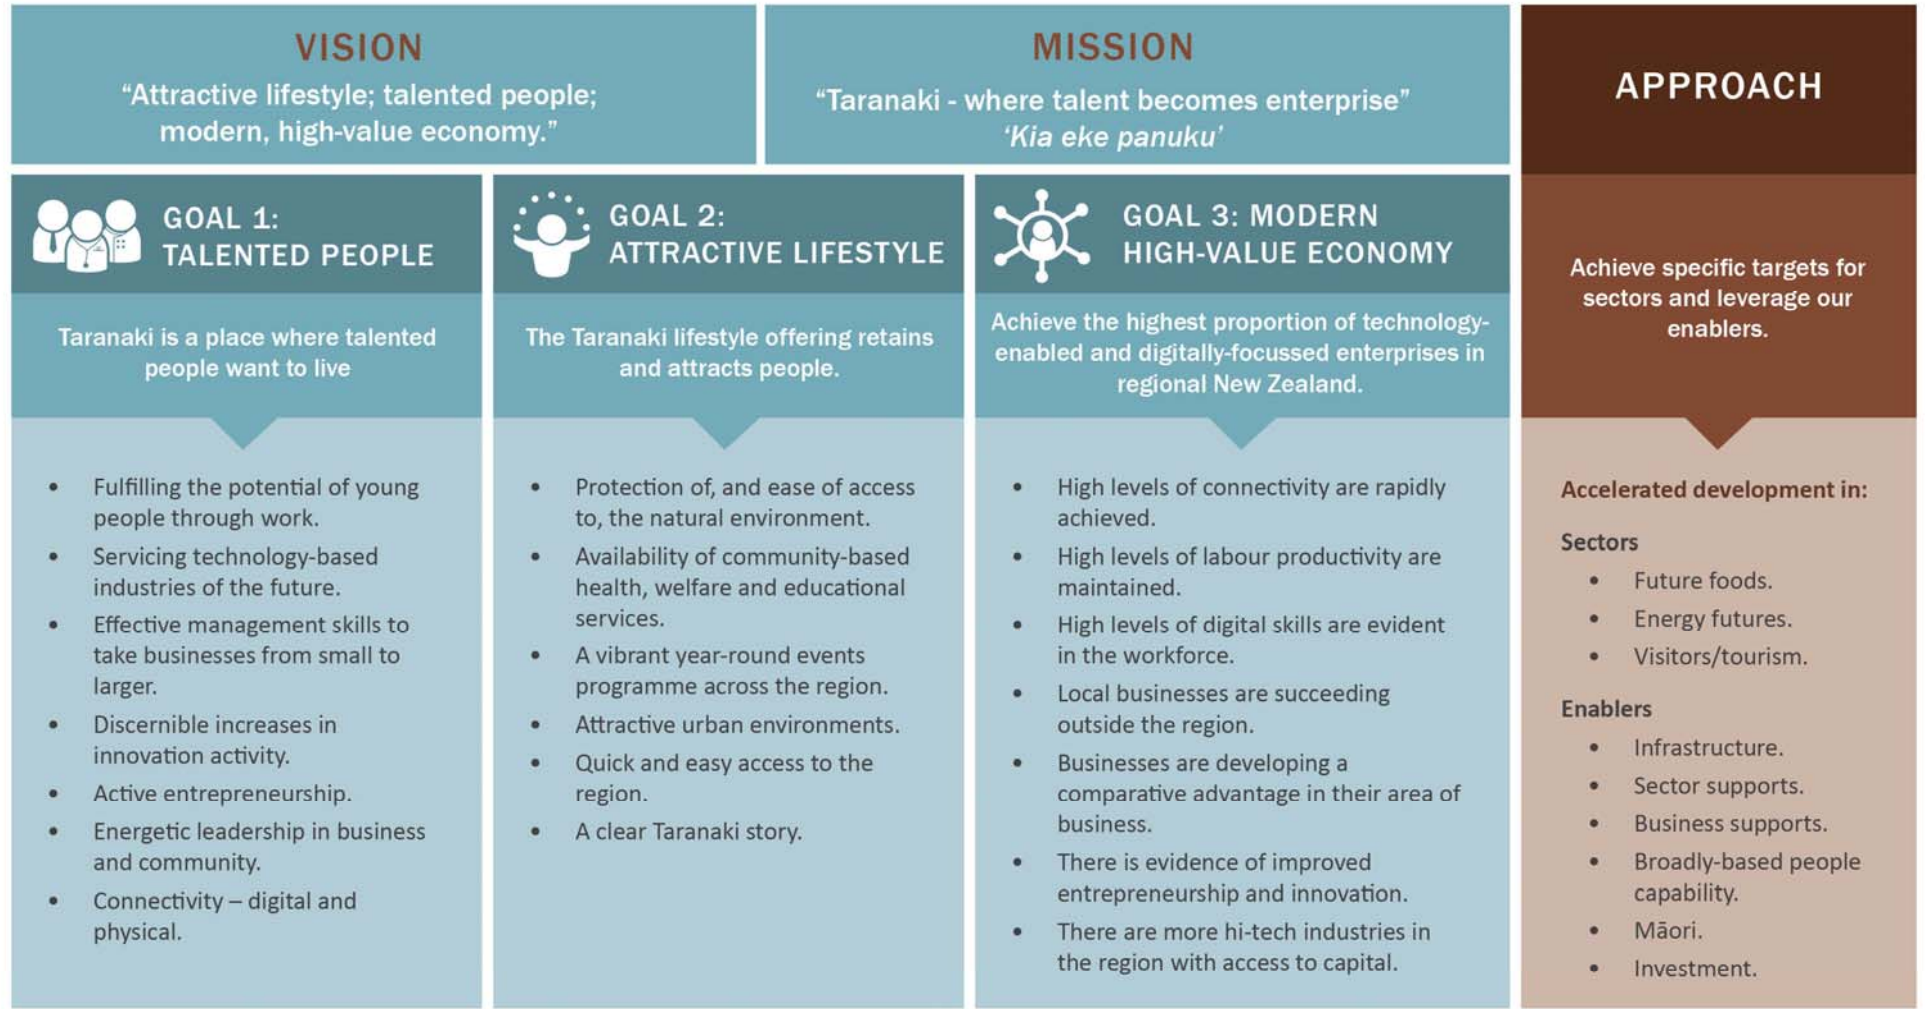 VISION
“Attractive lifestyle; talented people;
modern, high-value economy.”
MISSION
“Taranaki - where talent becomes enterprise”
‘Kia eke panuku’
APPROACH
GOAL 1:
TALENTED PEOPLE
Taranaki is a place where talented
people want to live
• Fulfilling the potential of young
people through work.
• Servicing technology-based
industries of the future.
• Effective management skills to
take businesses from small to
larger.
• Discernible increases in
innovation activity.
• Active entrepreneurship.
• Energetic leadership in business
and community.
• Connectivity – digital and
physical.
GOAL 2:
ATTRACTIVE LIFESTYLE
The Taranaki lifestyle offering retains
and attracts people.
• Protection of, and ease of access
to, the natural environment.
• Availability of community-based
health, welfare and educational
services.
• A vibrant year-round events
programme across the region.
• Attractive urban environments.
• Quick and easy access to the
region.
• A clear Taranaki story.
GOAL 3: MODERN
HIGH-VALUE ECONOMY
Achieve the highest proportion of technology-
enabled and digitally-focussed enterprises in
regional New Zealand.
• High levels of connectivity are rapidly
achieved.
• High levels of labour productivity are
maintained.
• High levels of digital skills are evident
in the workforce.
• Local businesses are succeeding
outside the region.
• Businesses are developing a
comparative advantage in their area of
business.
• There is evidence of improved
entrepreneurship and innovation.
• There are more hi-tech industries in
the region with access to capital.
Achieve specific targets for
sectors and leverage our
enablers.
Accelerated development in:
Sectors
• Future foods.
• Energy futures.
• Visitors/tourism.
Enablers
• Infrastructure.
• Sector supports.
• Business supports.
• Broadly-based people
capability.
• Māori.
• Investment.